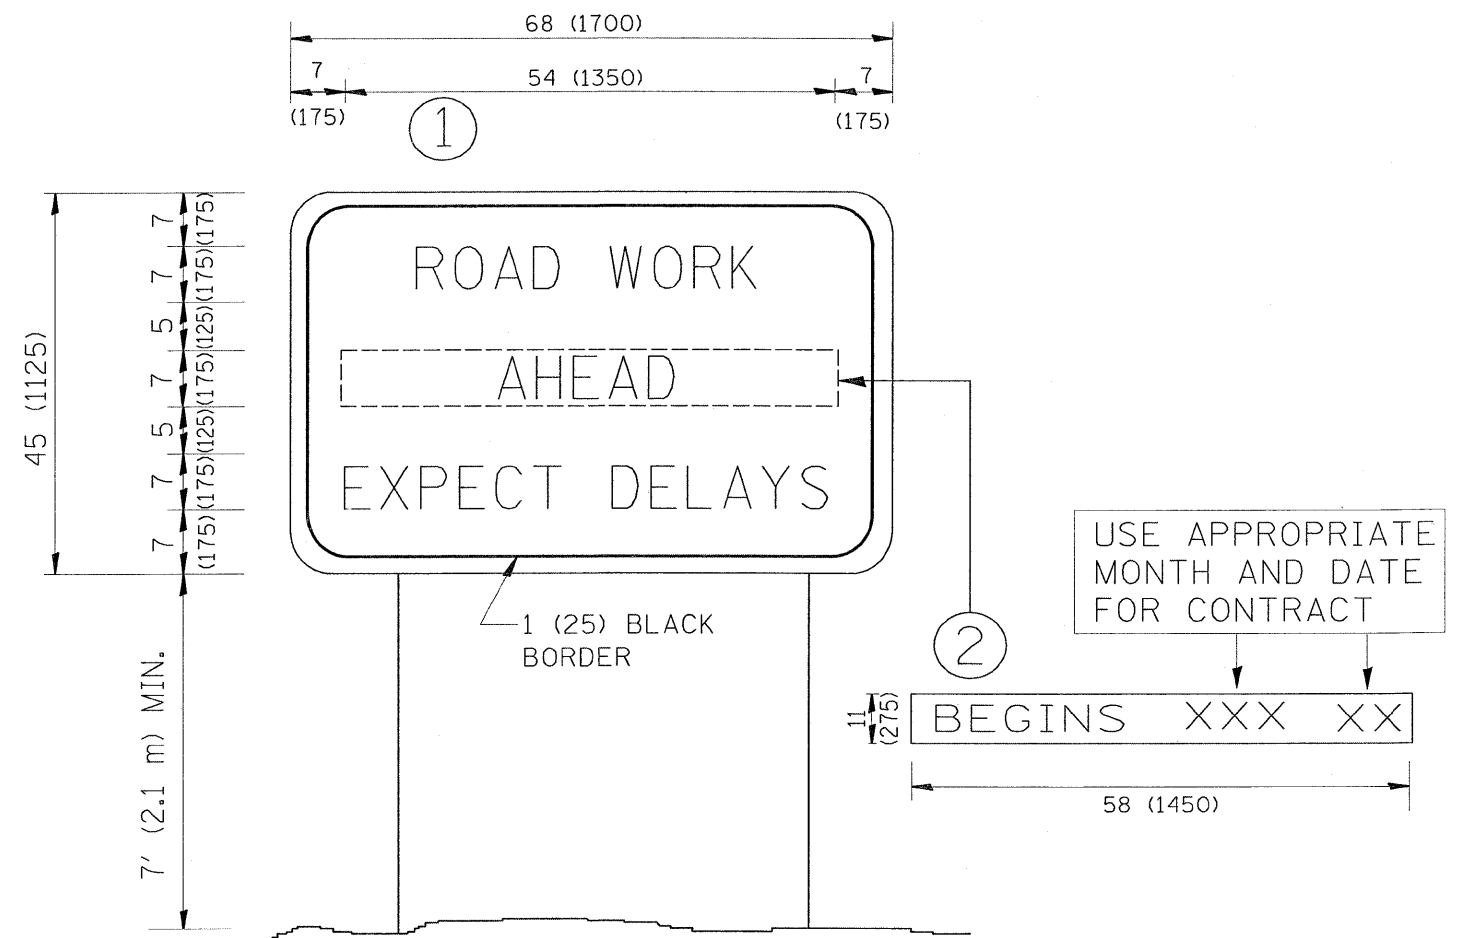 68 (1700)
7
54 (1350)
7
(175)
(175)
1
45 (1125)
7 (175)
7 (175)
5 (125)
7 (175)
5 (125)
7 (175)
7 (175)
ROAD WORK
AHEAD
EXPECT DELAYS
1 (25) BLACK
BORDER
7' (2.1 m) MIN.
2
USE APPROPRIATE
MONTH AND DATE
FOR CONTRACT
11
(275)
BEGINS XXX XX
58 (1450)